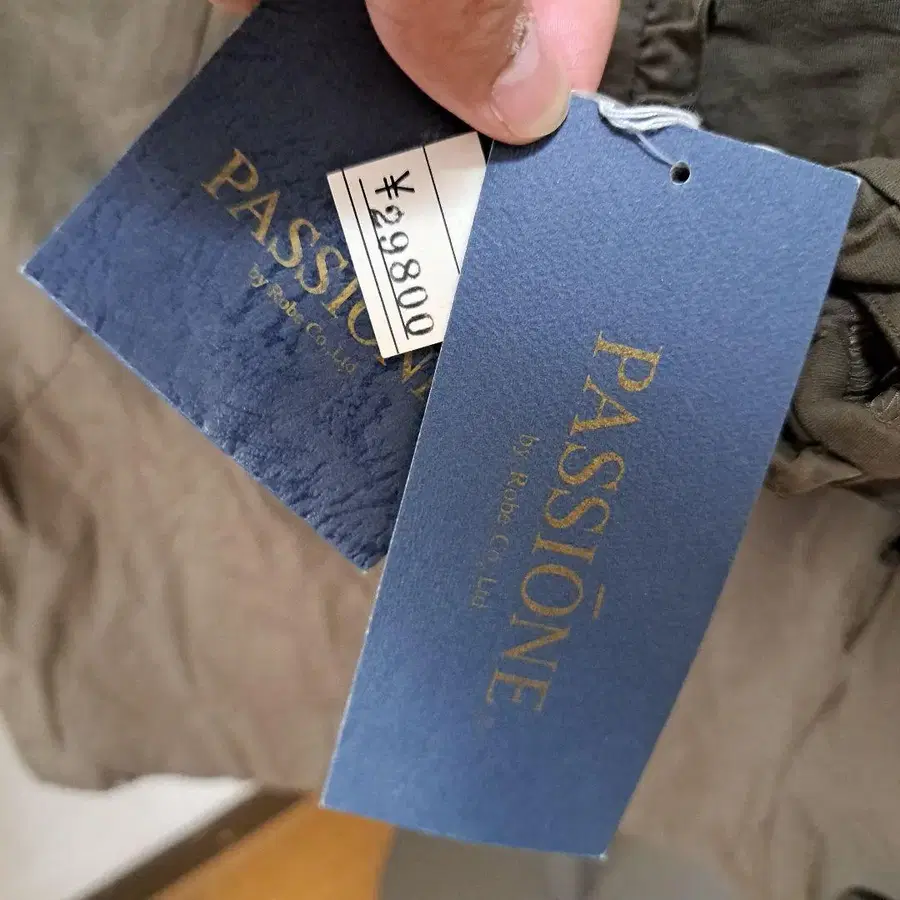 PASSIONE
by Robe Co., Ltd
¥29800
PASSIŌNE
by Robe Co., Ltd